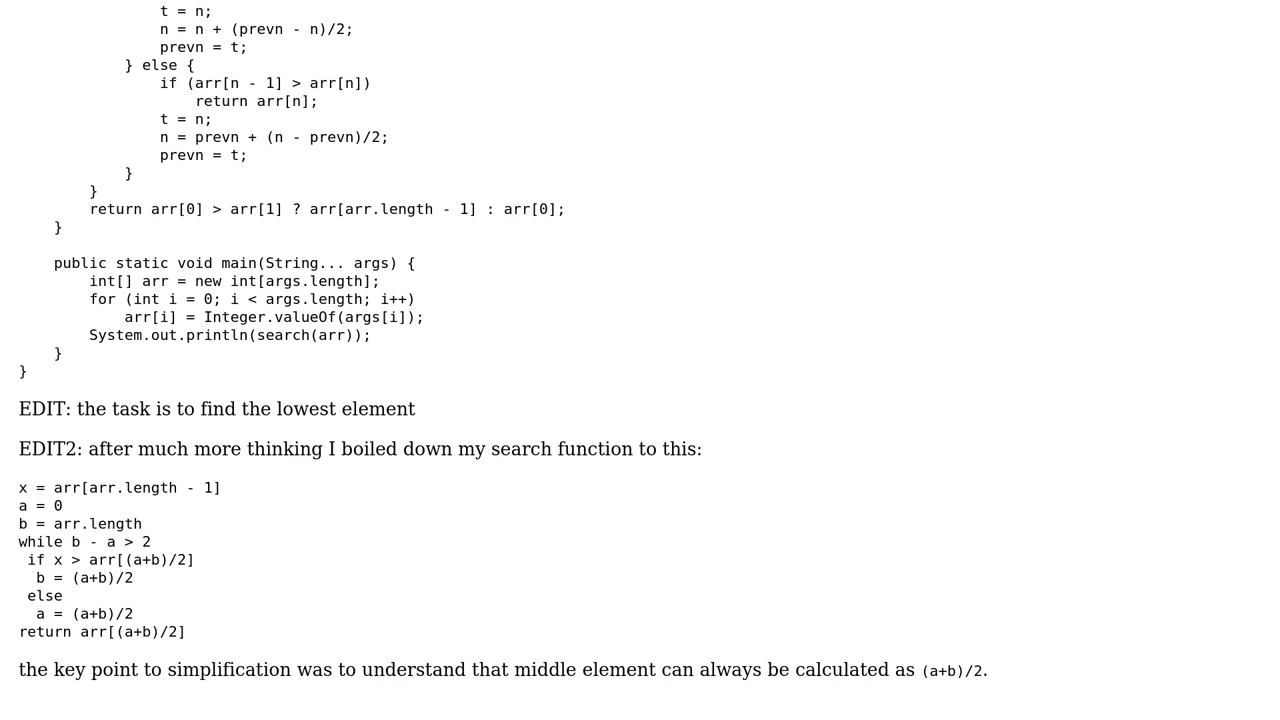 t = n;
                n = n + (prevn - n)/2;
                prevn = t;
            } else {
                if (arr[n - 1] > arr[n])
                    return arr[n];
                t = n;
                n = prevn + (n - prevn)/2;
                prevn = t;
            }
        }
        return arr[0] > arr[1] ? arr[arr.length - 1] : arr[0];
    }

    public static void main(String... args) {
        int[] arr = new int[args.length];
        for (int i = 0; i < args.length; i++)
            arr[i] = Integer.valueOf(args[i]);
        System.out.println(search(arr));
    }
}
EDIT: the task is to find the lowest element
EDIT2: after much more thinking I boiled down my search function to this:
x = arr[arr.length - 1]
a = 0
b = arr.length
while b - a > 2
 if x > arr[(a+b)/2]
  b = (a+b)/2
 else
  a = (a+b)/2
return arr[(a+b)/2]
the key point to simplification was to understand that middle element can always be calculated as (a+b)/2.